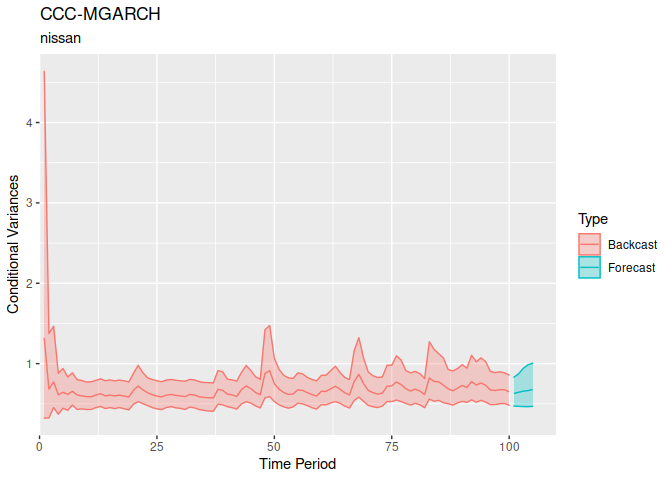 CCC-MGARCH
nissan
Conditional Variances
4
3
2
1
0
25
50
75
100
Time Period
Type
Backcast
Forecast